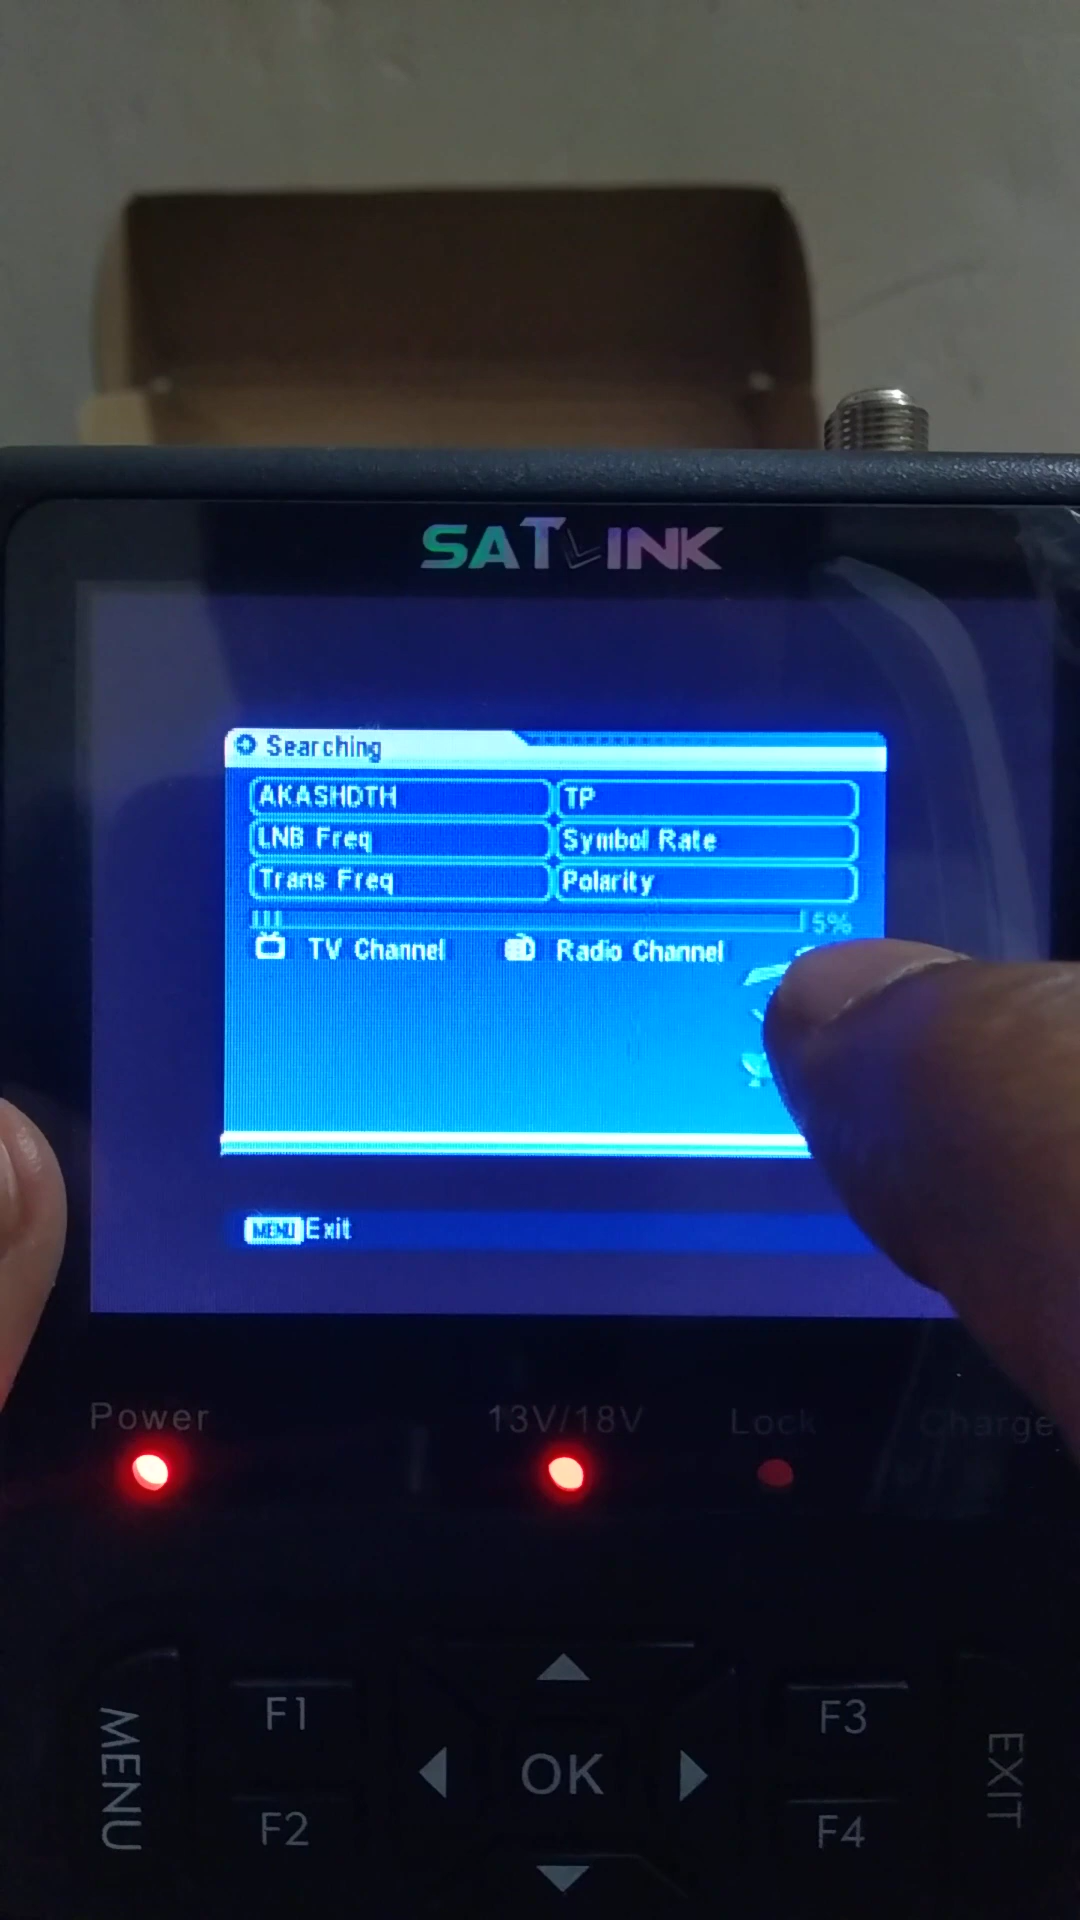 SATLINK
Searching
AKASHDTH TP
LNB Freq Symbol Rate
Trans Freq Polarity
5%
TV Channel Radio Channel
MENU Exit
Power 13V/18V Lock Charge
MENU F1 F2 OK F3 F4 EXIT